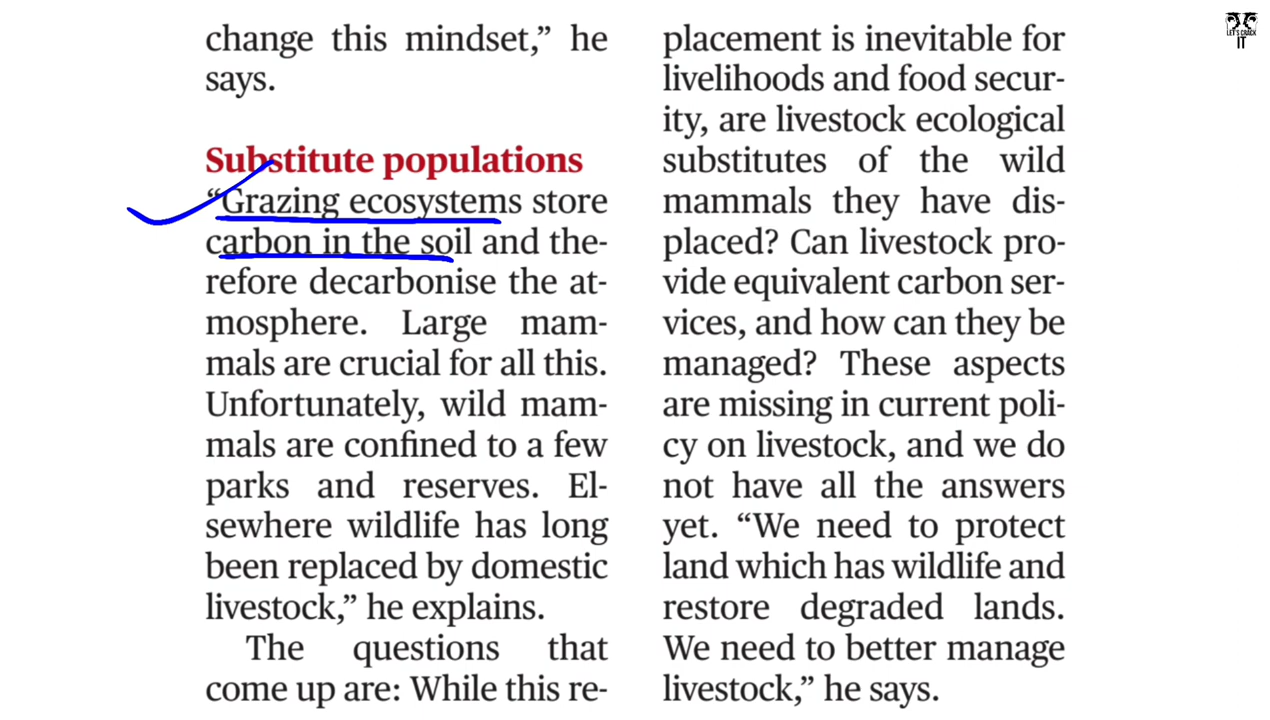 change this mindset,” he
says.
Substitute populations
“Grazing ecosystems store
carbon in the soil and the-
refore decarbonise the at-
mosphere. Large mam-
mals are crucial for all this.
Unfortunately, wild mam-
mals are confined to a few
parks and reserves. El-
sewhere wildlife has long
been replaced by domestic
livestock,” he explains.
The questions that
come up are: While this re-
placement is inevitable for
livelihoods and food secur-
ity, are livestock ecological
substitutes of the wild
mammals they have dis-
placed? Can livestock pro-
vide equivalent carbon ser-
vices, and how can they be
managed? These aspects
are missing in current poli-
cy on livestock, and we do
not have all the answers
yet. “We need to protect
land which has wildlife and
restore degraded lands.
We need to better manage
livestock,” he says.
LET'S CRACK
IT